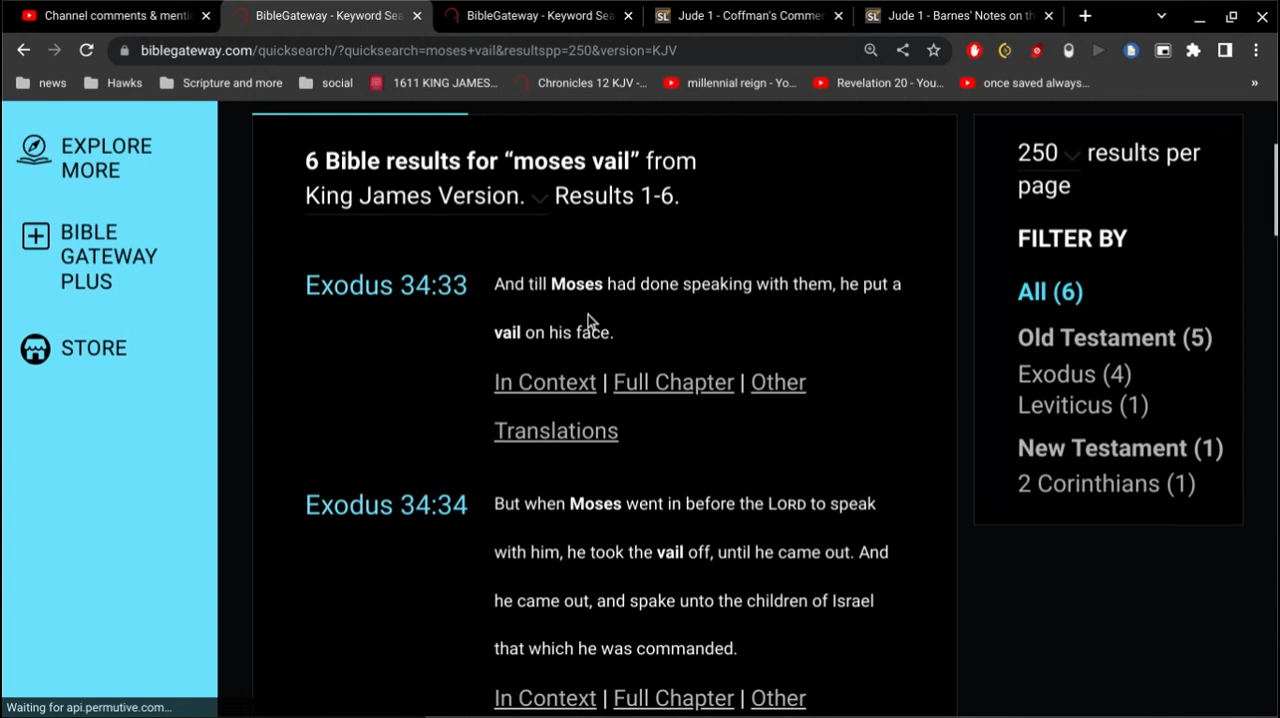 Channel comments & menti
BibleGateway - Keyword Sea
BibleGateway - Keyword Sea
Jude 1 - Coffman's Commer
Jude 1 - Barnes' Notes on th
biblegateway.com/quicksearch/?quicksearch=moses+vail&resultspp=250&version=KJV
news
Hawks
Scripture and more
social
1611 KING JAMES...
Chronicles 12 KJV -...
millennial reign - Yo...
Revelation 20 - You...
once saved always...
»
EXPLORE
MORE
BIBLE
GATEWAY
PLUS
STORE
6 Bible results for “moses vail” from
King James Version. Results 1-6.
Exodus 34:33
And till Moses had done speaking with them, he put a
vail on his face.
In Context | Full Chapter | Other
Translations
Exodus 34:34
But when Moses went in before the LORD to speak
with him, he took the vail off, until he came out. And
he came out, and spake unto the children of Israel
that which he was commanded.
In Context | Full Chapter | Other
250 results per
page
FILTER BY
All (6)
Old Testament (5)
Exodus (4)
Leviticus (1)
New Testament (1)
2 Corinthians (1)
Waiting for api.permutive.com...